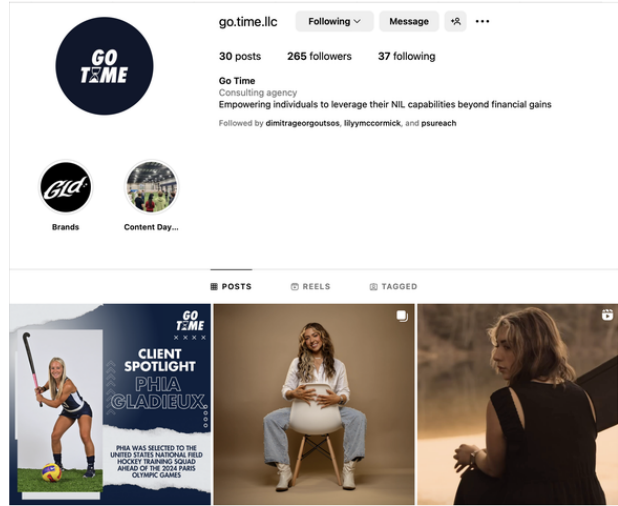 GO
TIME
go.time.llc
Following
Message
30 posts
265 followers
37 following
Go Time
Consulting agency
Empowering individuals to leverage their NIL capabilities beyond financial gains
Followed by dimitrageorgoutsos, lilyymccormick, and psureach
GLD
Brands
Content Day...
POSTS
REELS
TAGGED
GO
TIME
CLIENT
SPOTLIGHT
PHIA
GLADIEUX
PHIA WAS SELECTED TO THE
UNITED STATES NATIONAL FIELD
HOCKEY TRAINING SQUAD
AHEAD OF THE 2024 PARIS
OLYMPIC GAMES